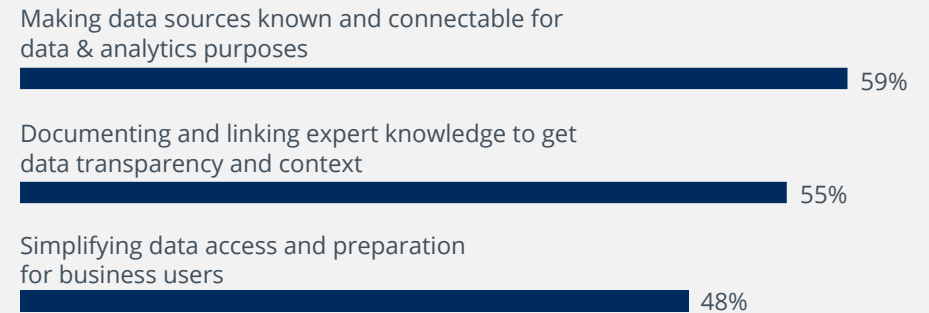 Making data sources known and connectable for
data & analytics purposes
59%
Documenting and linking expert knowledge to get
data transparency and context
55%
Simplifying data access and preparation
for business users
48%